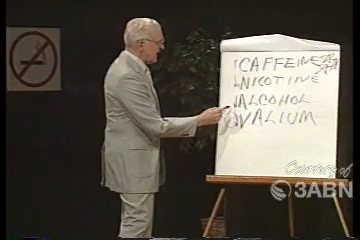 CAFFEINE
NICOTINE
ALCOHOL
VALIUM
Courtesy of
3ABN